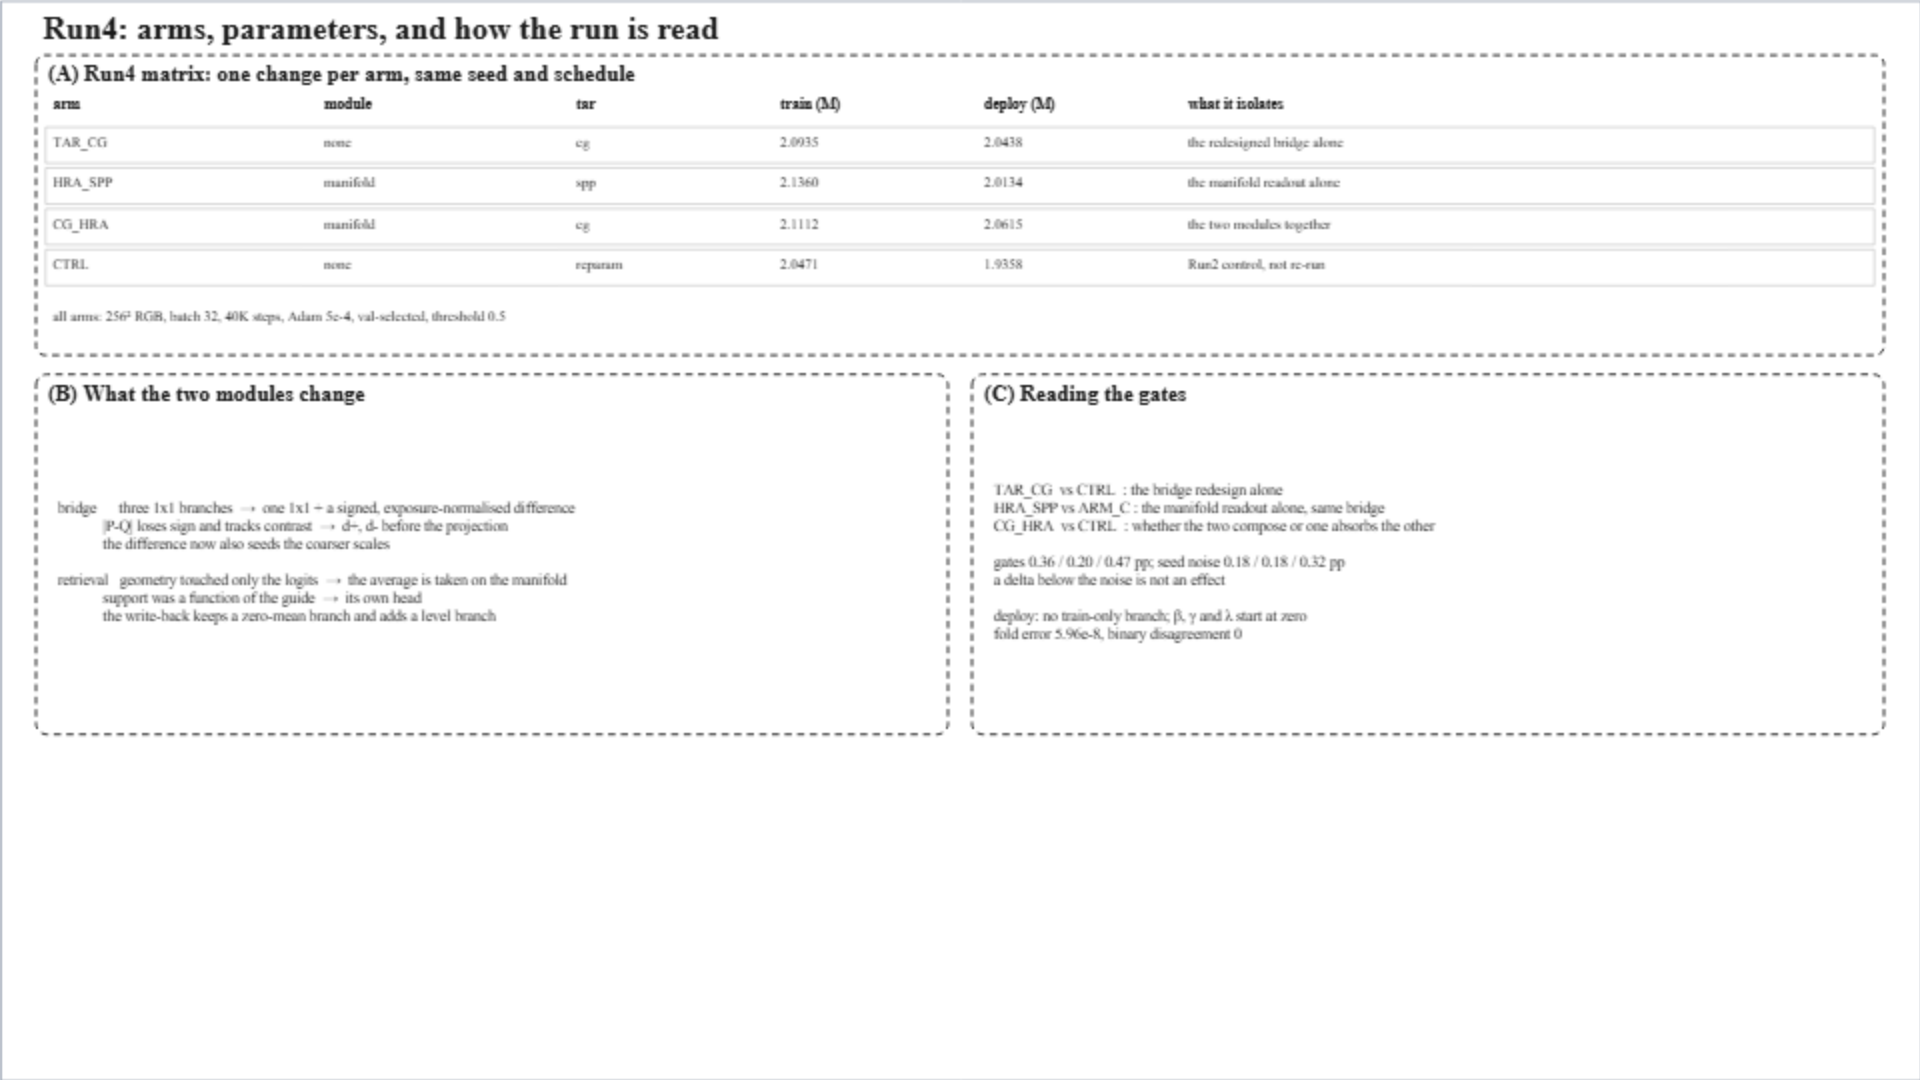 Run4: arms, parameters, and how the run is read
(A) Run4 matrix: one change per arm, same seed and schedule
arm module tar train (M) deploy (M) what it isolates
TAR_CG none cg 2.0935 2.0438 the redesigned bridge alone
HRA_SPP manifold spp 2.1360 2.0134 the manifold readout alone
CG_HRA manifold cg 2.1112 2.0615 the two modules together
CTRL none reparam 2.0471 1.9358 Run2 control, not re-run
all arms: 256² RGB, batch 32, 40K steps, Adam 5e-4, val-selected, threshold 0.5
(B) What the two modules change
bridge three 1x1 branches → one 1x1 + a signed, exposure-normalised difference
|P-Q| loses sign and tracks contrast → d+, d- before the projection
the difference now also seeds the coarser scales
retrieval geometry touched only the logits → the average is taken on the manifold
support was a function of the guide → its own head
the write-back keeps a zero-mean branch and adds a level branch
(C) Reading the gates
TAR_CG vs CTRL : the bridge redesign alone
HRA_SPP vs ARM_C : the manifold readout alone, same bridge
CG_HRA vs CTRL : whether the two compose or one absorbs the other
gates 0.36 / 0.20 / 0.47 pp; seed noise 0.18 / 0.18 / 0.32 pp
a delta below the noise is not an effect
deploy: no train-only branch; β, γ and λ start at zero
fold error 5.96e-8, binary disagreement 0